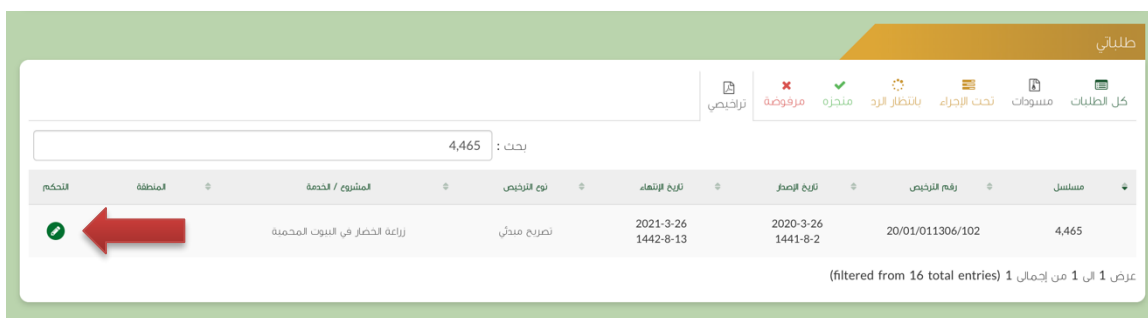 طلباتي
كل الطلبات مسودات تحت الإجراء بانتظار الرد منجزه مرفوضة تراخيصي
بحث : 4,465
مسلسل رقم الترخيص تاريخ الإصدار تاريخ الإنتهاء نوع الترخيص المشروع / الخدمة المنطقة التحكم
4,465 20/01/011306/102 2020-3-26 2021-3-26 تصريح مبدئي زراعة الخضار في البيوت المحمية
1441-8-2 1442-8-13
عرض 1 الى 1 من إجمالى 1 (filtered from 16 total entries)